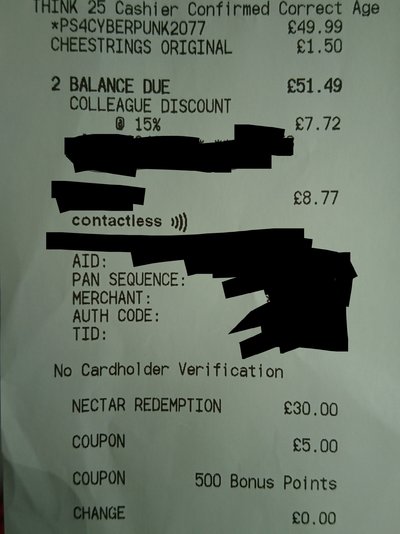 THINK 25 Cashier Confirmed Correct Age
*PS4CYBERPUNK2077 £49.99
CHEESTRINGS ORIGINAL £1.50
2 BALANCE DUE £51.49
COLLEAGUE DISCOUNT
@ 15% £7.72
£8.77
contactless
AID:
PAN SEQUENCE:
MERCHANT:
AUTH CODE:
TID:
No Cardholder Verification
NECTAR REDEMPTION £30.00
COUPON £5.00
COUPON 500 Bonus Points
CHANGE £0.00